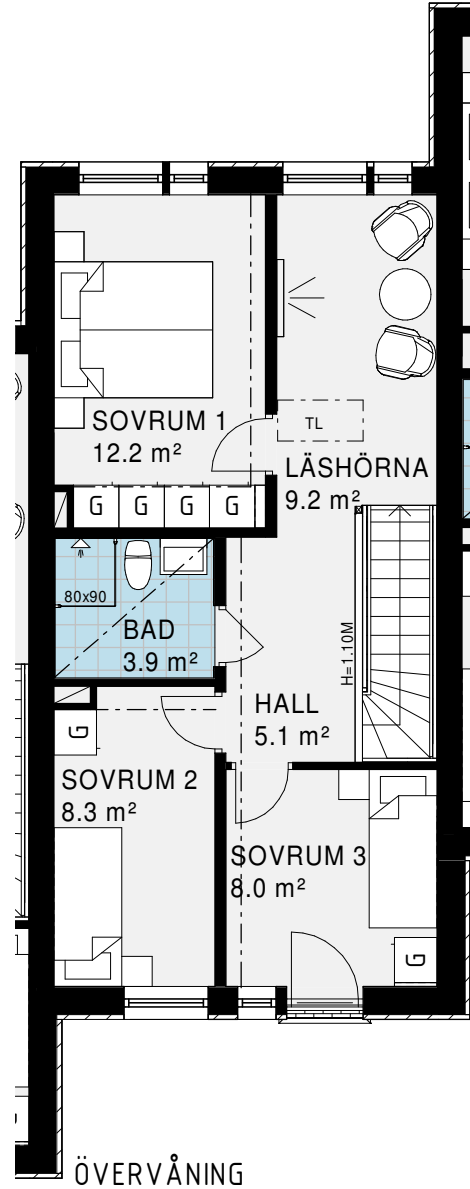 SOVRUM 1
12.2 m²
TL
LÄSHÖRNA
9.2 m²
G G G G
80x90
BAD
3.9 m²
H=1.10M
HALL
5.1 m²
G
SOVRUM 2
8.3 m²
SOVRUM 3
8.0 m²
G
ÖVERVÅNING